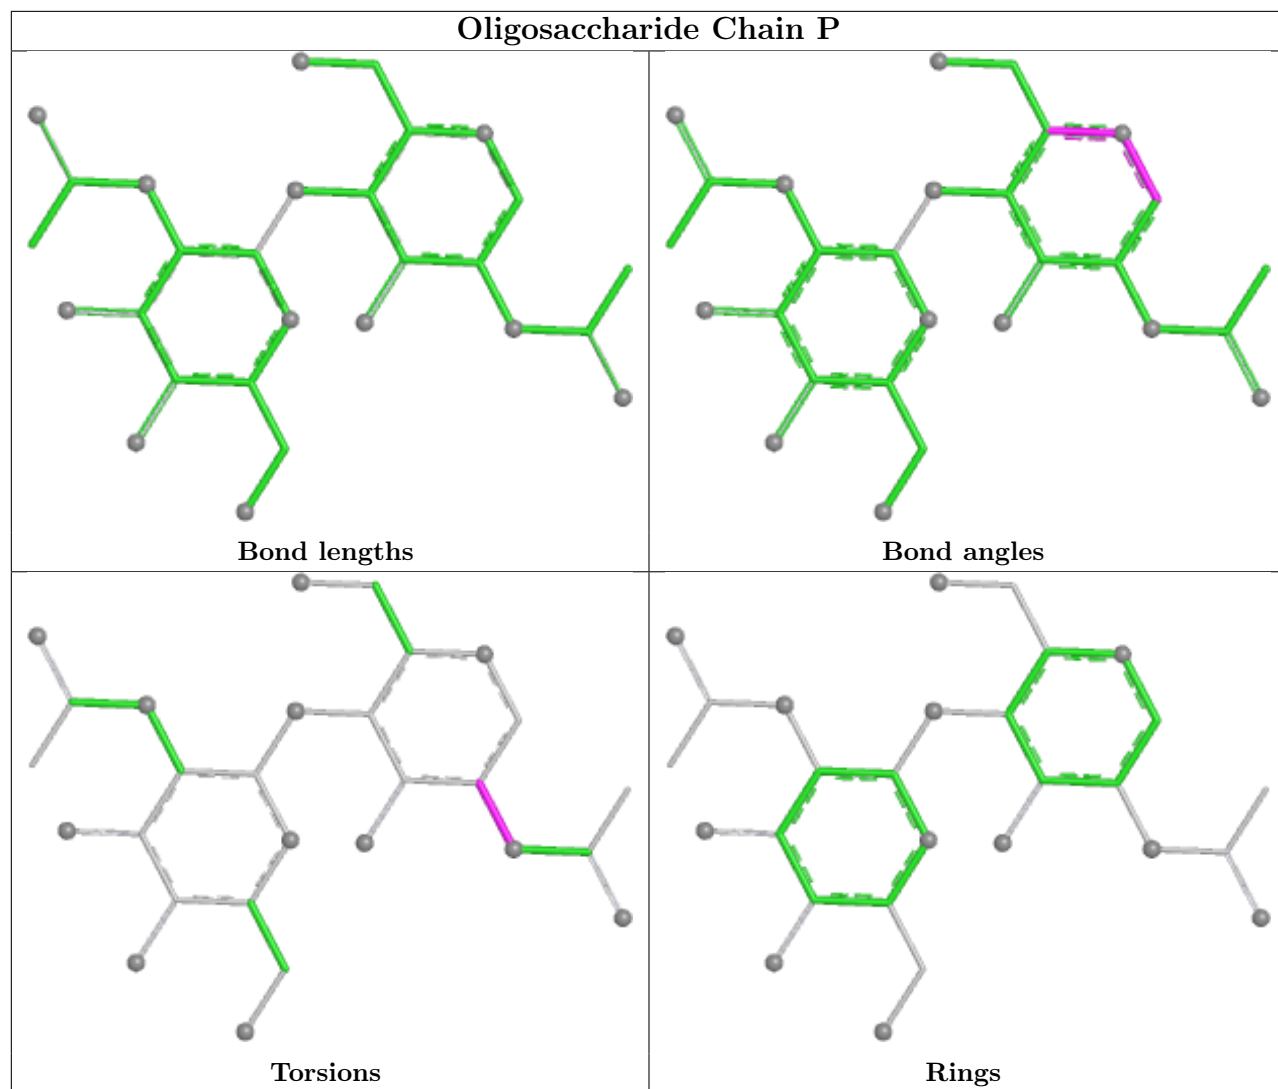 Oligosaccharide Chain P
Bond lengths
Bond angles
Torsions
Rings